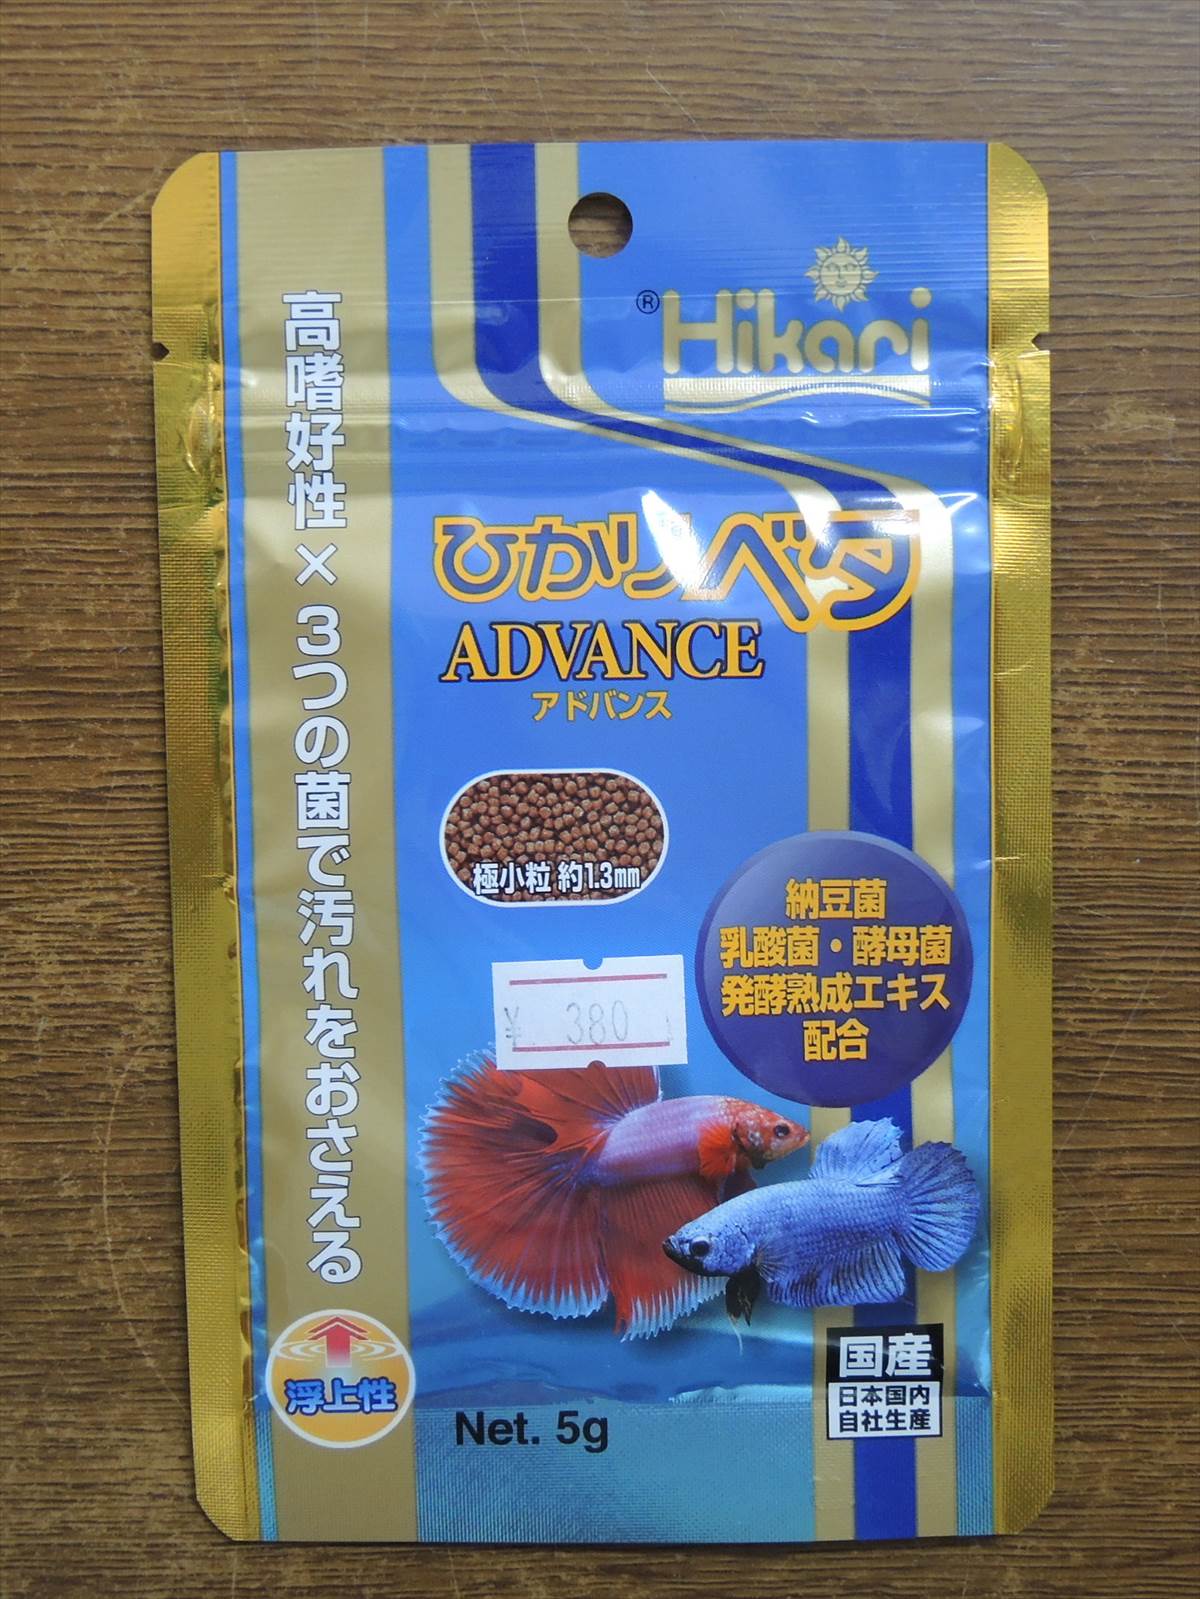 ® Hikari
ひかりベタ
ADVANCE
アドバンス
高嗜好性×3つの菌で汚れをおさえる
極小粒 約1.3mm
納豆菌
乳酸菌・酵母菌
発酵熟成エキス
配合
¥ 380
浮上性
Net. 5g
国産
日本国内
自社生産